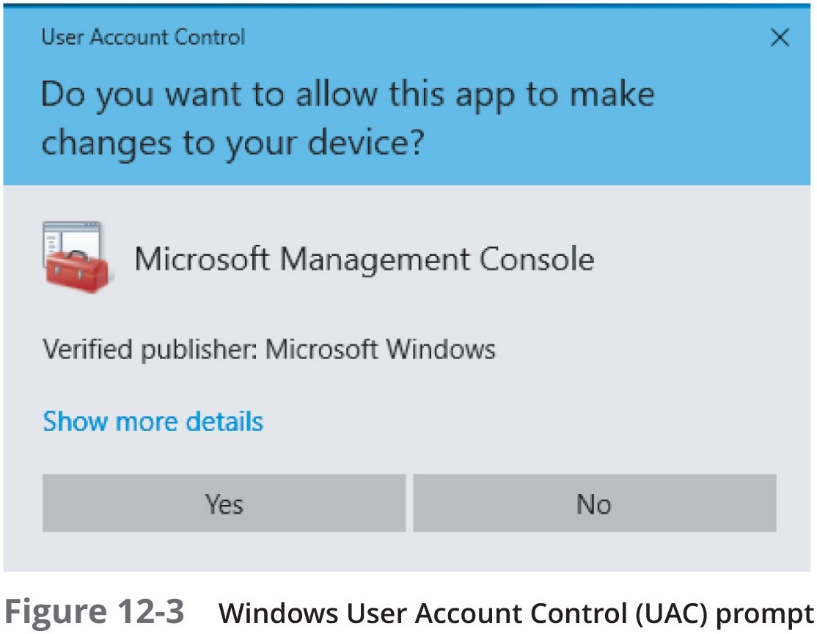 User Account Control
Do you want to allow this app to make
changes to your device?
Microsoft Management Console
Verified publisher: Microsoft Windows
Show more details
Yes No
Figure 12-3 Windows User Account Control (UAC) prompt